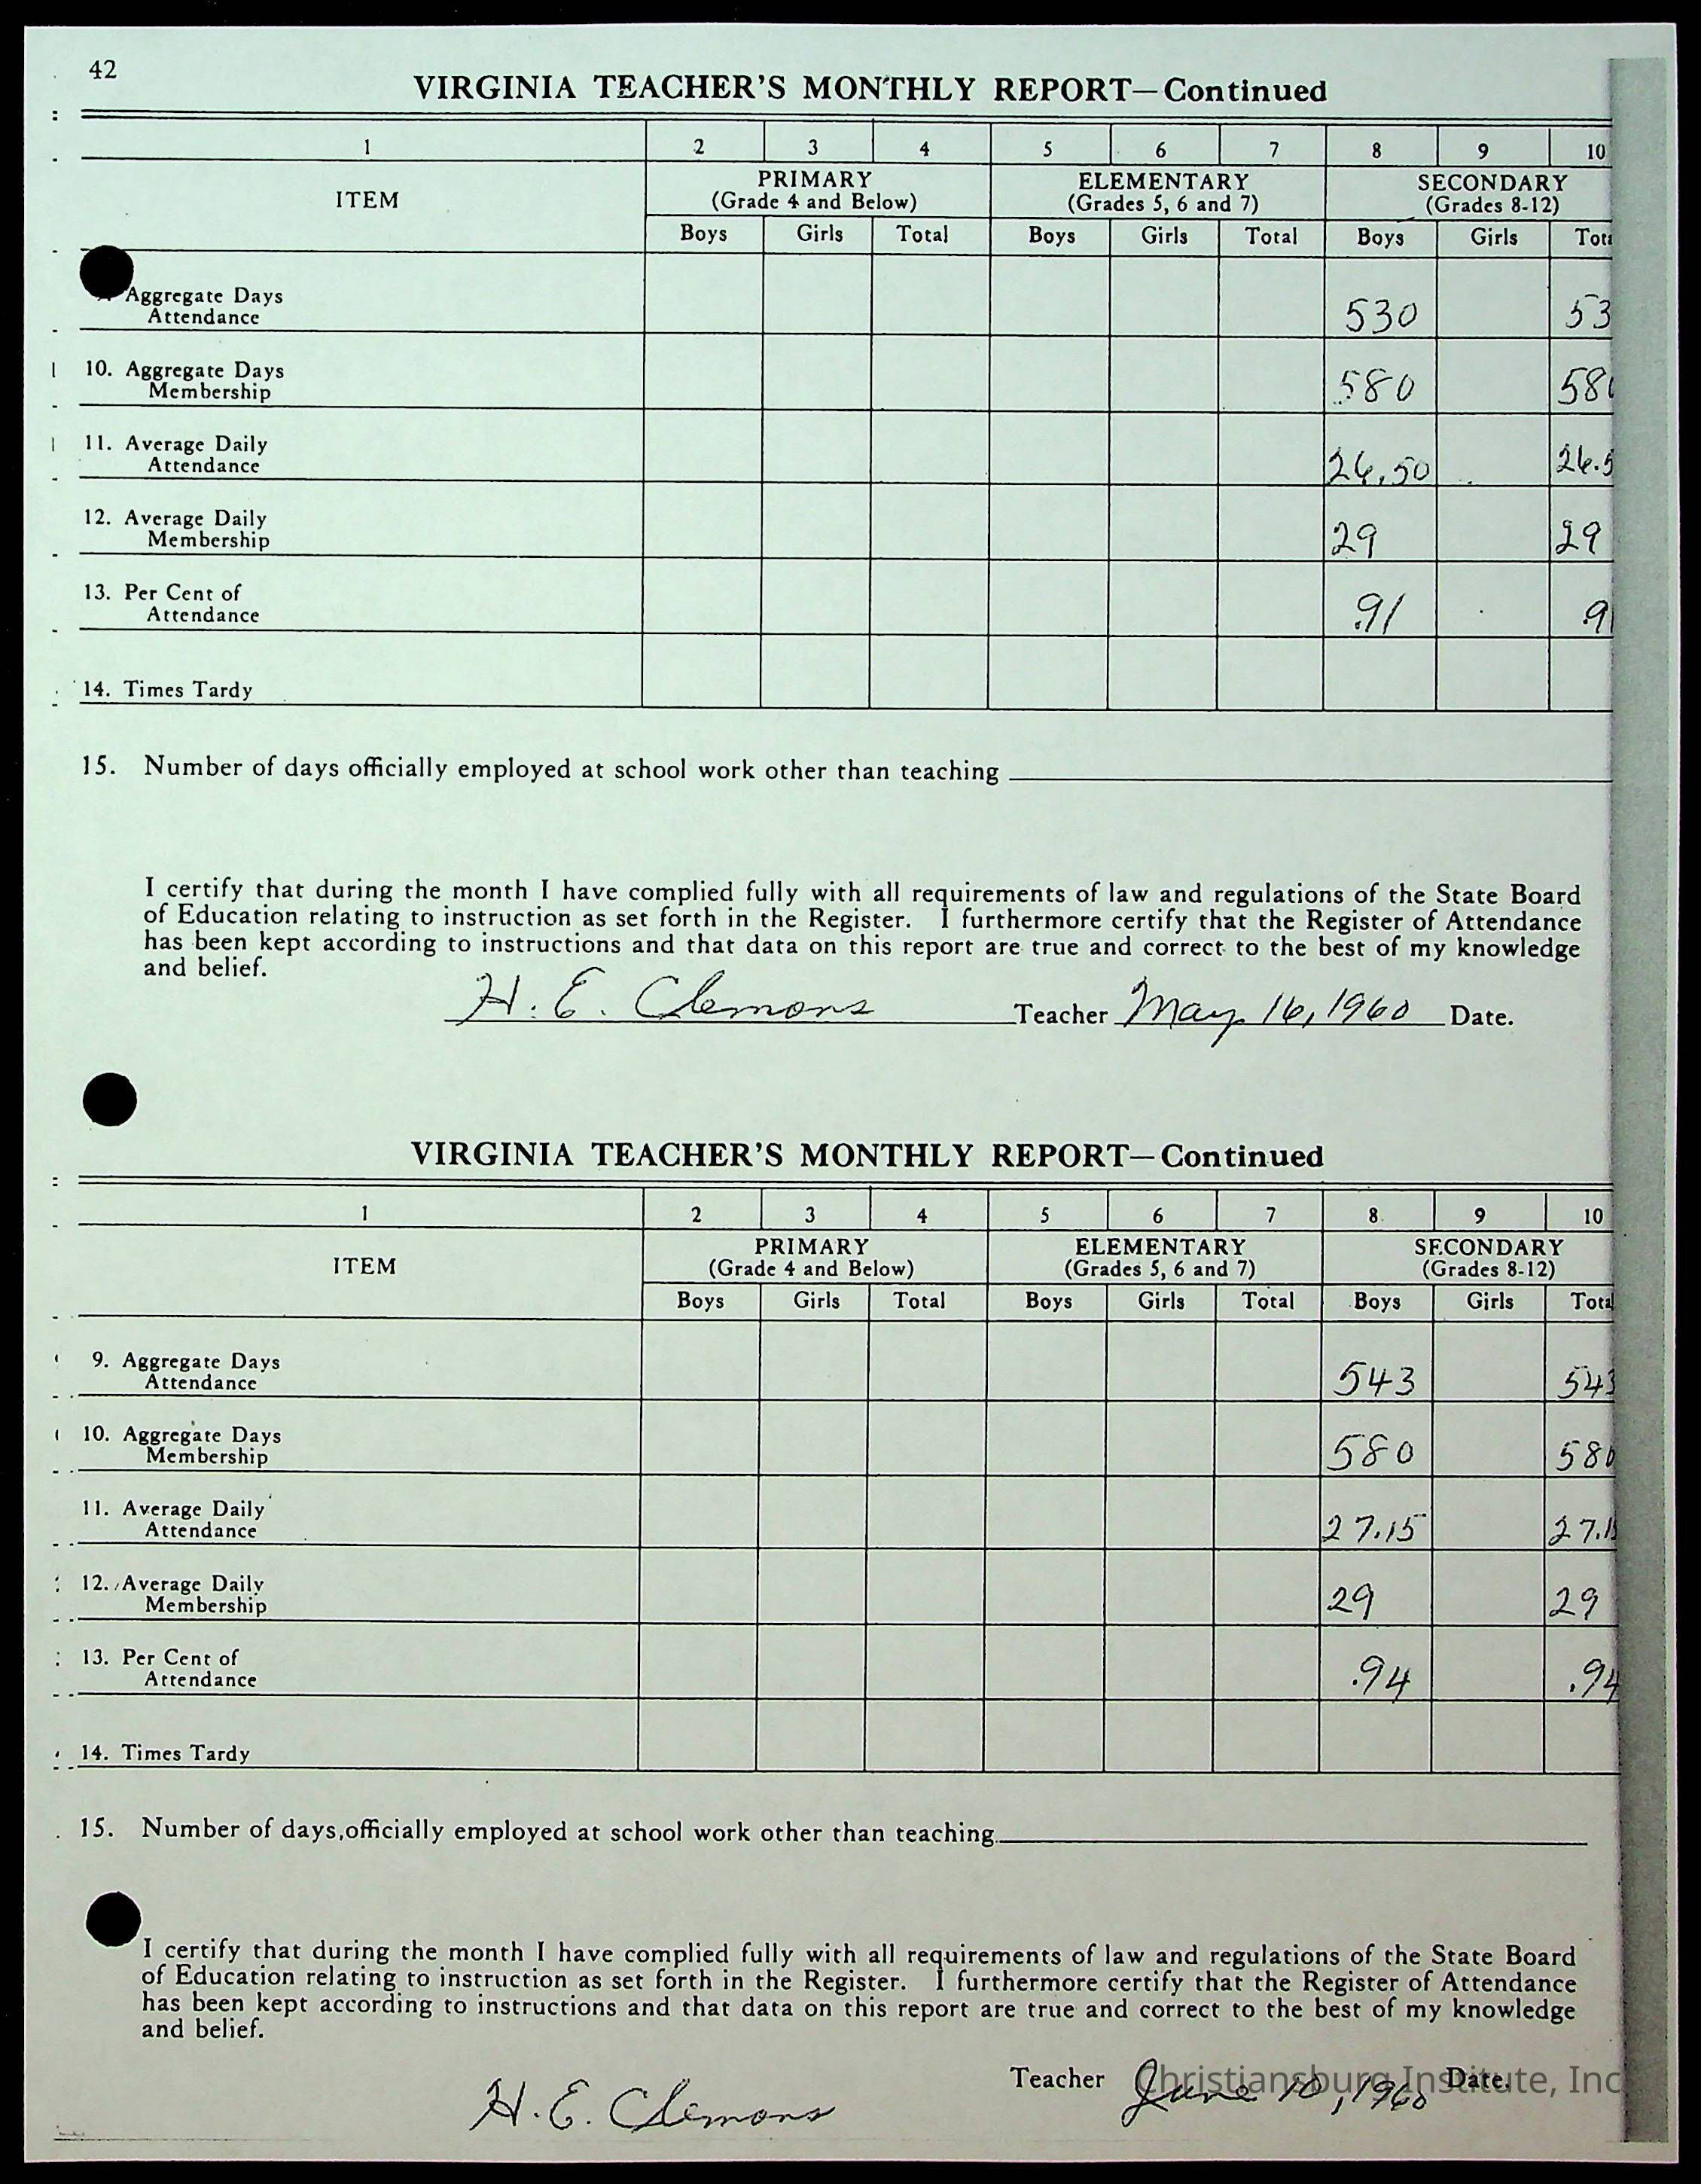 42
VIRGINIA TEACHER'S MONTHLY REPORT—Continued
1 2 3 4 5 6 7 8 9 10
ITEM PRIMARY (Grade 4 and Below) ELEMENTARY (Grades 5, 6 and 7) SECONDARY (Grades 8-12)
Boys Girls Total Boys Girls Total Boys Girls Tota
Aggregate Days
Attendance 530 53
10. Aggregate Days
Membership 580 580
11. Average Daily
Attendance 26.50 26.5
12. Average Daily
Membership 29 29
13. Per Cent of
Attendance .91 .91
14. Times Tardy
15. Number of days officially employed at school work other than teaching
I certify that during the month I have complied fully with all requirements of law and regulations of the State Board
of Education relating to instruction as set forth in the Register. I furthermore certify that the Register of Attendance
has been kept according to instructions and that data on this report are true and correct to the best of my knowledge
and belief.
H. E. Clemons Teacher May 16, 1960 Date.
VIRGINIA TEACHER'S MONTHLY REPORT—Continued
1 2 3 4 5 6 7 8 9 10
ITEM PRIMARY (Grade 4 and Below) ELEMENTARY (Grades 5, 6 and 7) SECONDARY (Grades 8-12)
Boys Girls Total Boys Girls Total Boys Girls Total
9. Aggregate Days
Attendance 543 543
10. Aggregate Days
Membership 580 580
11. Average Daily
Attendance 27.15 27.15
12. Average Daily
Membership 29 29
13. Per Cent of
Attendance .94 .94
14. Times Tardy
15. Number of days officially employed at school work other than teaching
I certify that during the month I have complied fully with all requirements of law and regulations of the State Board
of Education relating to instruction as set forth in the Register. I furthermore certify that the Register of Attendance
has been kept according to instructions and that data on this report are true and correct to the best of my knowledge
and belief.
H. E. Clemons Teacher June 10, 1960 Date.
Christiansburg Institute, Inc